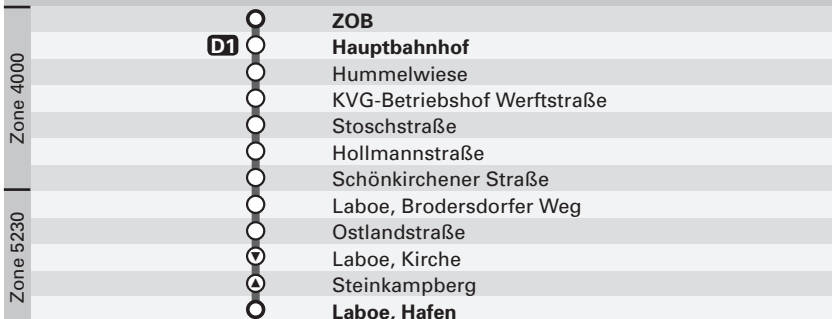 ZOB
D1 Hauptbahnhof
Hummelwiese
KVG-Betriebshof Werftstraße
Stoschstraße
Hollmannstraße
Schönkirchener Straße
Laboe, Brodersdorfer Weg
Ostlandstraße
Laboe, Kirche
Steinkampberg
Laboe, Hafen
Zone 4000
Zone 5230